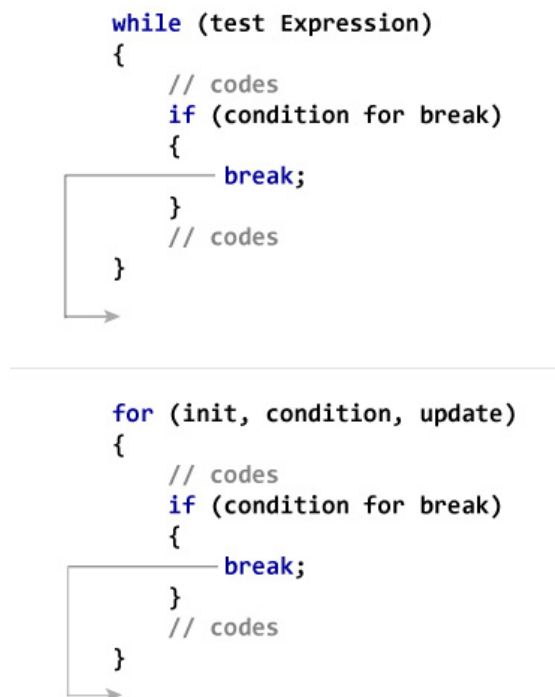 while (test Expression)
{
// codes
if (condition for break)
{
break;
}
// codes
}
for (init, condition, update)
{
// codes
if (condition for break)
{
break;
}
// codes
}